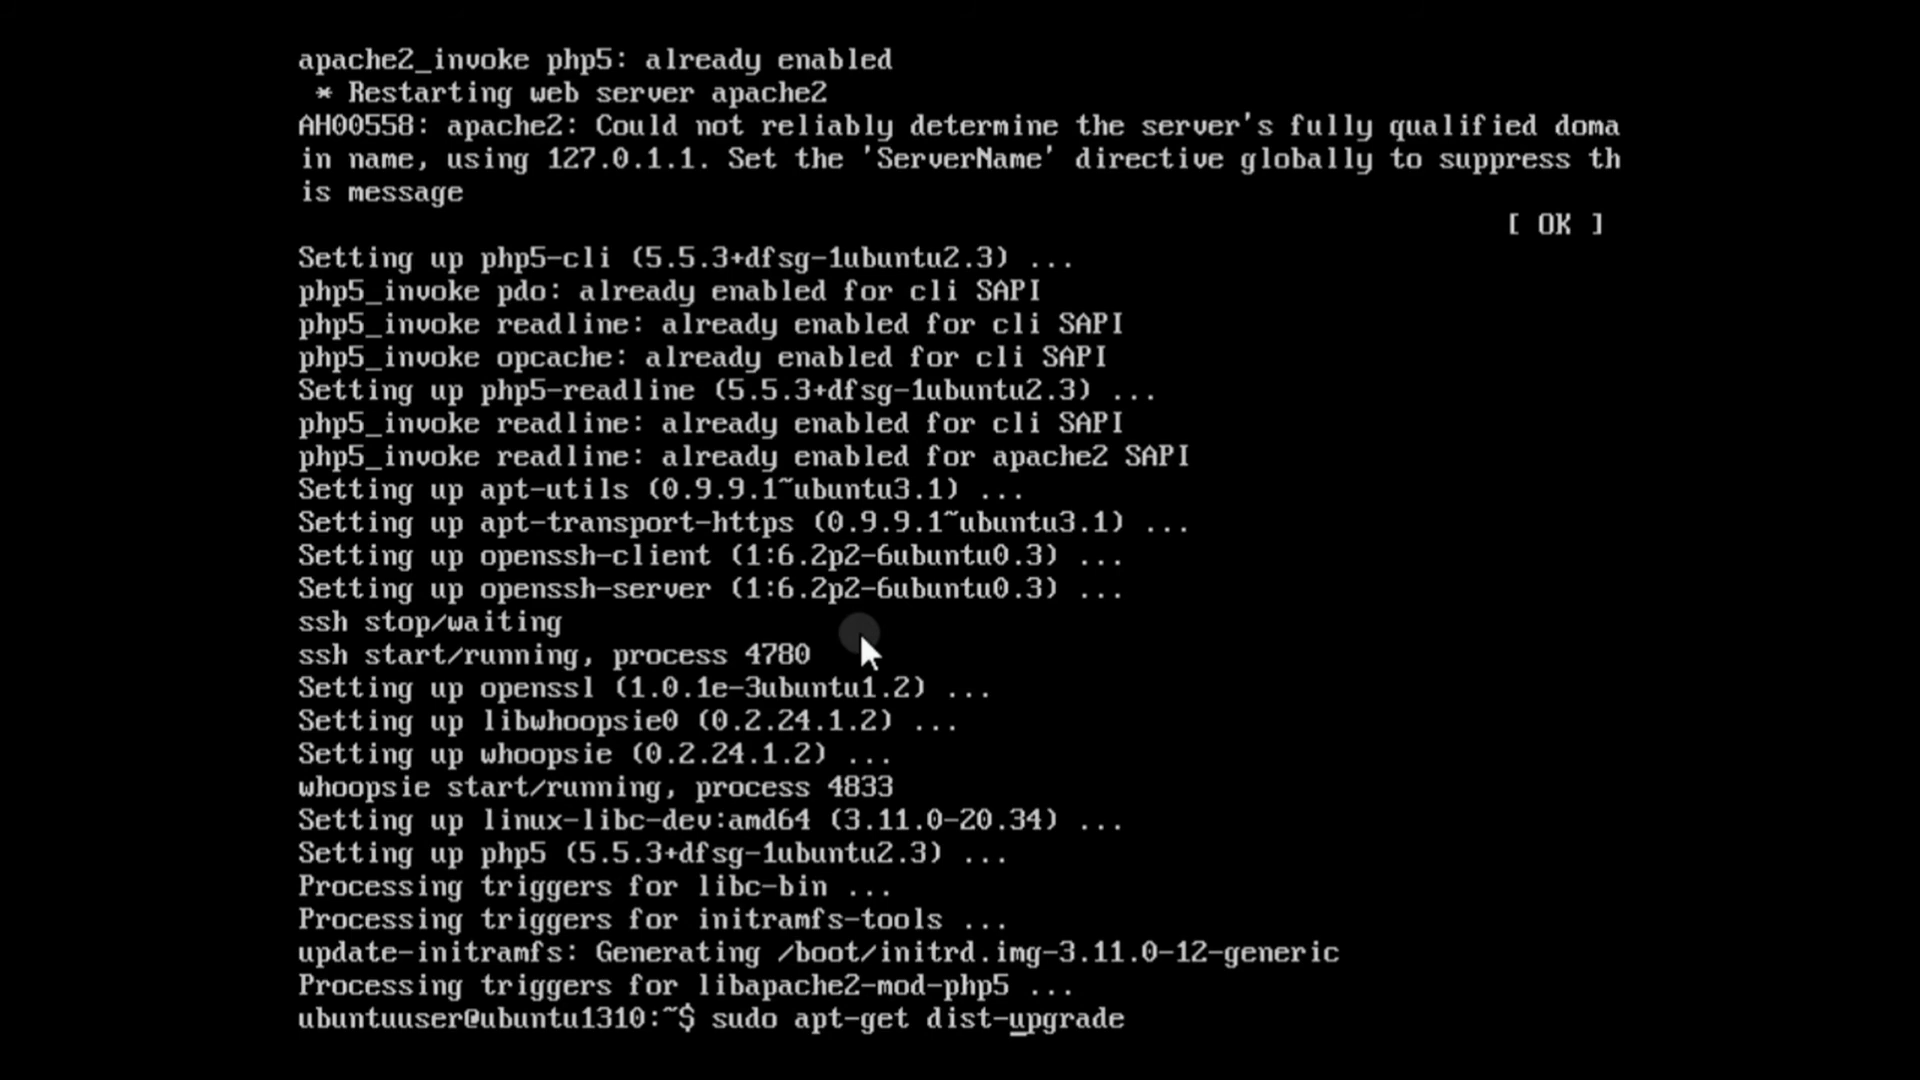 apache2_invoke php5: already enabled
 * Restarting web server apache2
AH00558: apache2: Could not reliably determine the server's fully qualified doma
in name, using 127.0.1.1. Set the 'ServerName' directive globally to suppress th
is message
[ OK ]
Setting up php5-cli (5.5.3+dfsg-1ubuntu2.3) ...
php5_invoke pdo: already enabled for cli SAPI
php5_invoke readline: already enabled for cli SAPI
php5_invoke opcache: already enabled for cli SAPI
Setting up php5-readline (5.5.3+dfsg-1ubuntu2.3) ...
php5_invoke readline: already enabled for cli SAPI
php5_invoke readline: already enabled for apache2 SAPI
Setting up apt-utils (0.9.9.1~ubuntu3.1) ...
Setting up apt-transport-https (0.9.9.1~ubuntu3.1) ...
Setting up openssh-client (1:6.2p2-6ubuntu0.3) ...
Setting up openssh-server (1:6.2p2-6ubuntu0.3) ...
ssh stop/waiting
ssh start/running, process 4780
Setting up openssl (1.0.1e-3ubuntu1.2) ...
Setting up libwhoopsie0 (0.2.24.1.2) ...
Setting up whoopsie (0.2.24.1.2) ...
whoopsie start/running, process 4833
Setting up linux-libc-dev:amd64 (3.11.0-20.34) ...
Setting up php5 (5.5.3+dfsg-1ubuntu2.3) ...
Processing triggers for libc-bin ...
Processing triggers for initramfs-tools ...
update-initramfs: Generating /boot/initrd.img-3.11.0-12-generic
Processing triggers for libapache2-mod-php5 ...
ubuntuuser@ubuntu1310:~$ sudo apt-get dist-upgrade